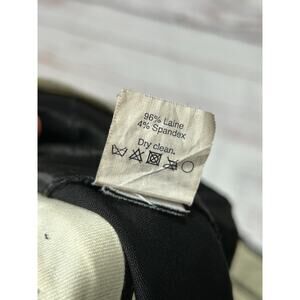 96% Laine
4% Spandex
Dry clean.